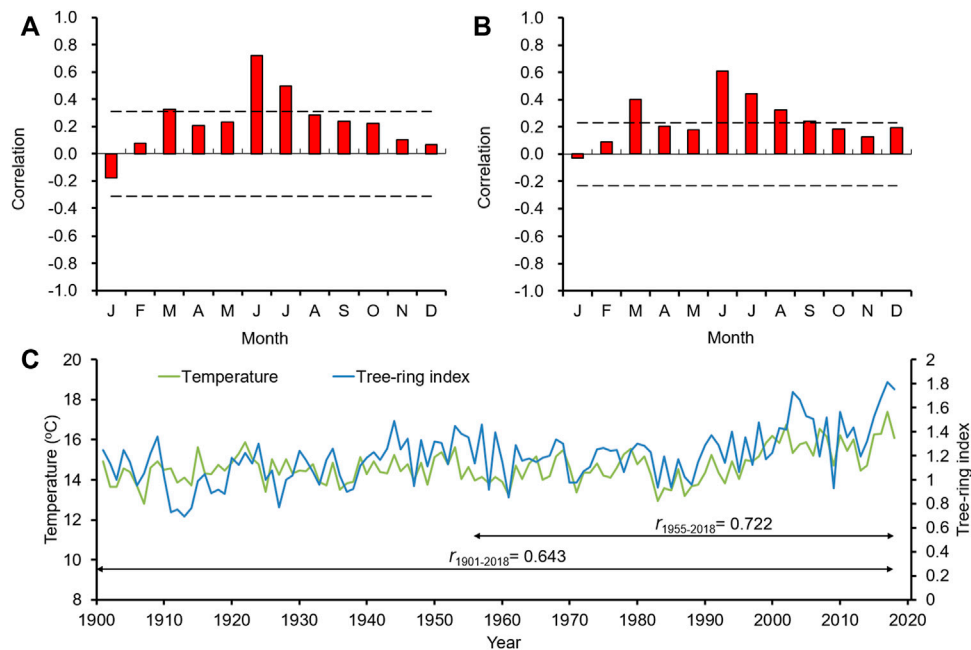 A
1.0
0.8
0.6
0.4
0.2
0.0
-0.2
-0.4
-0.6
-0.8
-1.0
Correlation
J F M A M J J A S O N D
Month
B
1.0
0.8
0.6
0.4
0.2
0.0
-0.2
-0.4
-0.6
-0.8
-1.0
Correlation
J F M A M J J A S O N D
Month
C
Temperature
Tree-ring index
20
18
16
14
12
10
8
Temperature (°C)
2
1.8
1.6
1.4
1.2
1
0.8
0.6
0.4
0.2
0
Tree-ring Index
r1955-2018= 0.722
r1901-2018= 0.643
1900 1910 1920 1930 1940 1950 1960 1970 1980 1990 2000 2010 2020
Year